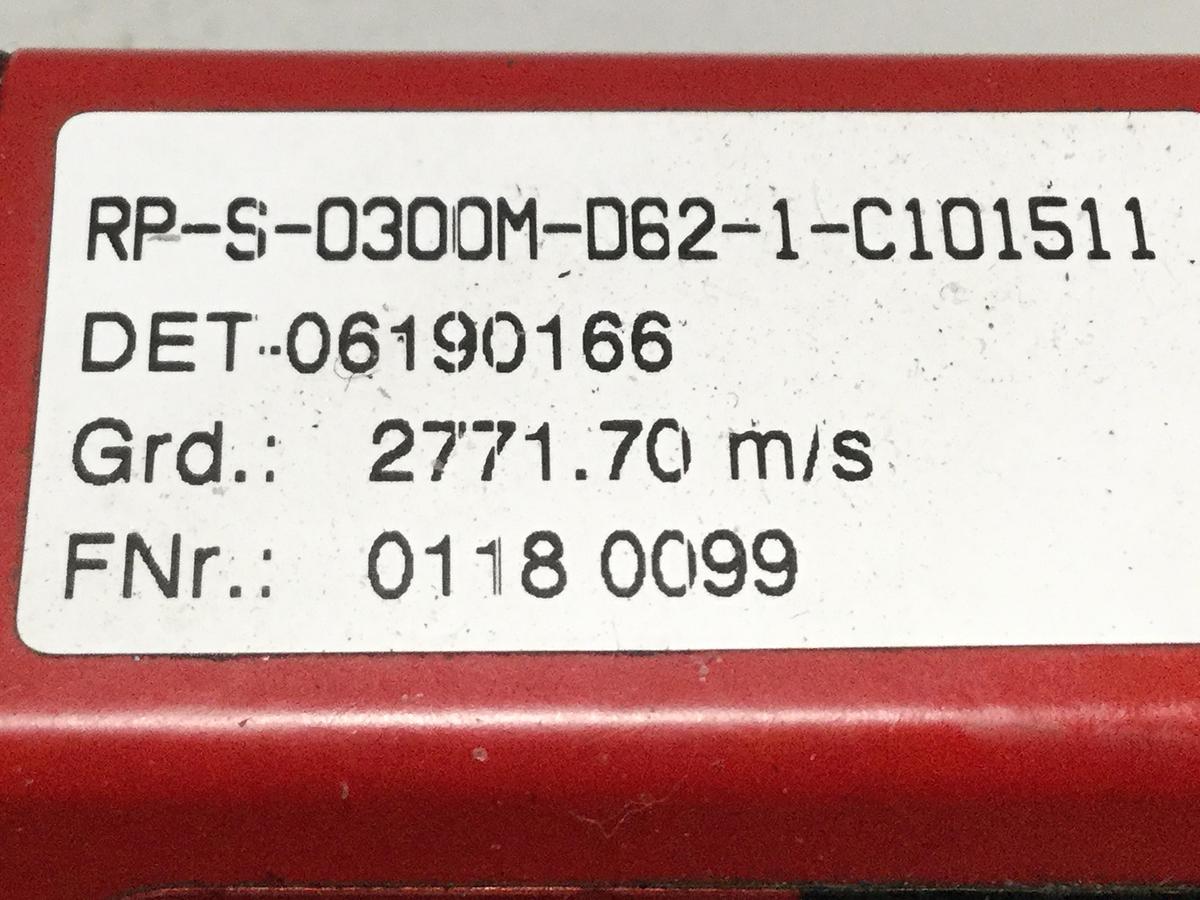 RP-S-0300M-D62-1-C101511
DET-06190166
Grd.: 2771.70 m/s
FNr.: 0118 0099